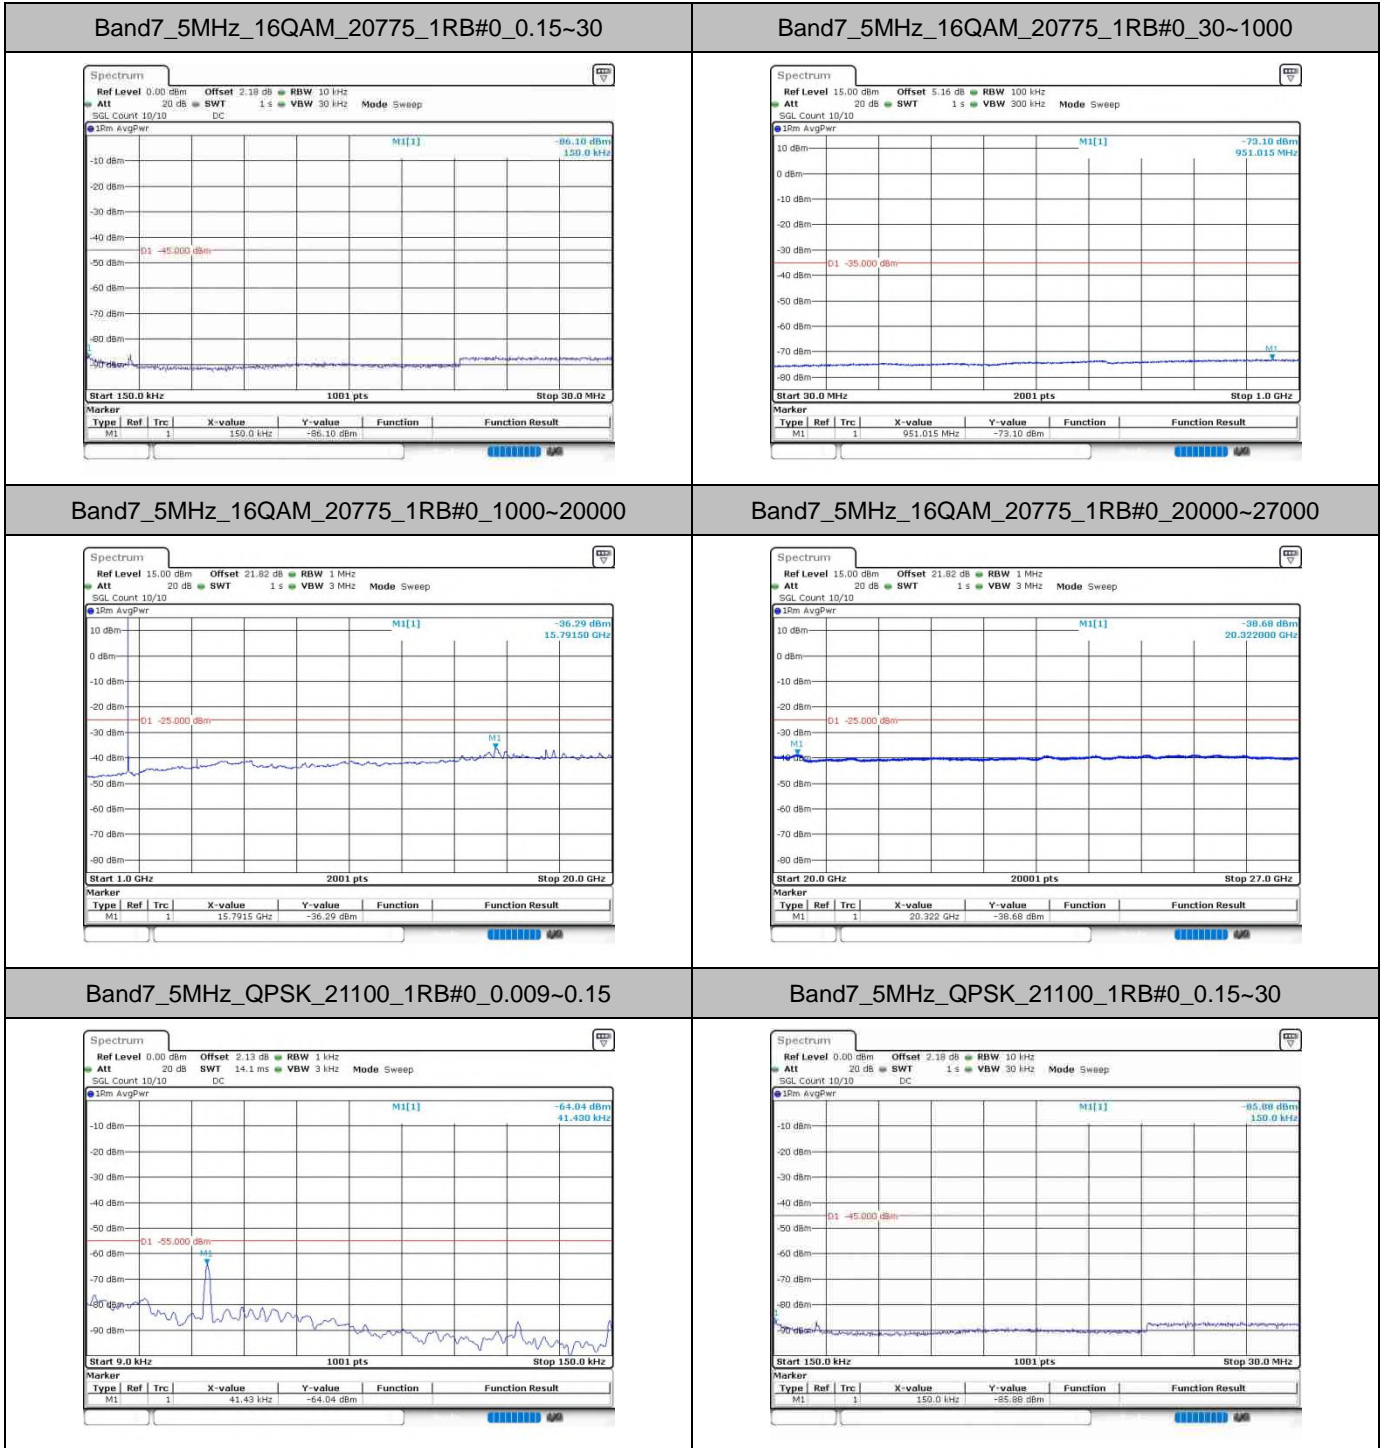 Band7_5MHz_16QAM_20775_1RB#0_0.15~30
Spectrum
Ref Level 0.00 dBm Offset 2.18 dB RBW 10 kHz
Att 20 dB SWT 1 s VBW 30 kHz Mode Sweep
SGL Count 10/10 DC
1Rm AvgPwr
M1[1] -86.10 dBm
150.0 kHz
-10 dBm
-20 dBm
-30 dBm
-40 dBm
D1 -45.000 dBm
-50 dBm
-60 dBm
-70 dBm
-80 dBm
1
-90 dBm
Start 150.0 kHz 1001 pts Stop 30.0 MHz
Marker
Type Ref Trc X-value Y-value Function Function Result
M1 1 150.0 kHz -86.10 dBm
Band7_5MHz_16QAM_20775_1RB#0_30~1000
Spectrum
Ref Level 15.00 dBm Offset 5.16 dB RBW 100 kHz
Att 20 dB SWT 1 s VBW 300 kHz Mode Sweep
SGL Count 10/10
1Rm AvgPwr
M1[1] -73.10 dBm
951.015 MHz
10 dBm
0 dBm
-10 dBm
-20 dBm
-30 dBm
D1 -35.000 dBm
-40 dBm
-50 dBm
-60 dBm
-70 dBm
M1
-80 dBm
Start 30.0 MHz 2001 pts Stop 1.0 GHz
Marker
Type Ref Trc X-value Y-value Function Function Result
M1 1 951.015 MHz -73.10 dBm
Band7_5MHz_16QAM_20775_1RB#0_1000~20000
Spectrum
Ref Level 15.00 dBm Offset 21.82 dB RBW 1 MHz
Att 20 dB SWT 1 s VBW 3 MHz Mode Sweep
SGL Count 10/10
1Rm AvgPwr
M1[1] -36.29 dBm
15.79150 GHz
10 dBm
0 dBm
-10 dBm
-20 dBm
D1 -25.000 dBm
-30 dBm
M1
-40 dBm
-50 dBm
-60 dBm
-70 dBm
-80 dBm
Start 1.0 GHz 2001 pts Stop 20.0 GHz
Marker
Type Ref Trc X-value Y-value Function Function Result
M1 1 15.7915 GHz -36.29 dBm
Band7_5MHz_16QAM_20775_1RB#0_20000~27000
Spectrum
Ref Level 15.00 dBm Offset 21.82 dB RBW 1 MHz
Att 20 dB SWT 1 s VBW 3 MHz Mode Sweep
SGL Count 10/10
1Rm AvgPwr
M1[1] -38.68 dBm
20.322000 GHz
10 dBm
0 dBm
-10 dBm
-20 dBm
D1 -25.000 dBm
-30 dBm
M1
-40 dBm
-50 dBm
-60 dBm
-70 dBm
-80 dBm
Start 20.0 GHz 20001 pts Stop 27.0 GHz
Marker
Type Ref Trc X-value Y-value Function Function Result
M1 1 20.322 GHz -38.68 dBm
Band7_5MHz_QPSK_21100_1RB#0_0.009~0.15
Spectrum
Ref Level 0.00 dBm Offset 2.13 dB RBW 1 kHz
Att 20 dB SWT 14.1 ms VBW 3 kHz Mode Sweep
SGL Count 10/10 DC
1Rm AvgPwr
M1[1] -64.04 dBm
41.430 kHz
-10 dBm
-20 dBm
-30 dBm
-40 dBm
-50 dBm
D1 -55.000 dBm
-60 dBm
M1
-70 dBm
-80 dBm
-90 dBm
Start 9.0 kHz 1001 pts Stop 150.0 kHz
Marker
Type Ref Trc X-value Y-value Function Function Result
M1 1 41.43 kHz -64.04 dBm
Band7_5MHz_QPSK_21100_1RB#0_0.15~30
Spectrum
Ref Level 0.00 dBm Offset 2.18 dB RBW 10 kHz
Att 20 dB SWT 1 s VBW 30 kHz Mode Sweep
SGL Count 10/10 DC
1Rm AvgPwr
M1[1] -85.88 dBm
150.0 kHz
-10 dBm
-20 dBm
-30 dBm
-40 dBm
D1 -45.000 dBm
-50 dBm
-60 dBm
-70 dBm
-80 dBm
1
-90 dBm
Start 150.0 kHz 1001 pts Stop 30.0 MHz
Marker
Type Ref Trc X-value Y-value Function Function Result
M1 1 150.0 kHz -85.88 dBm